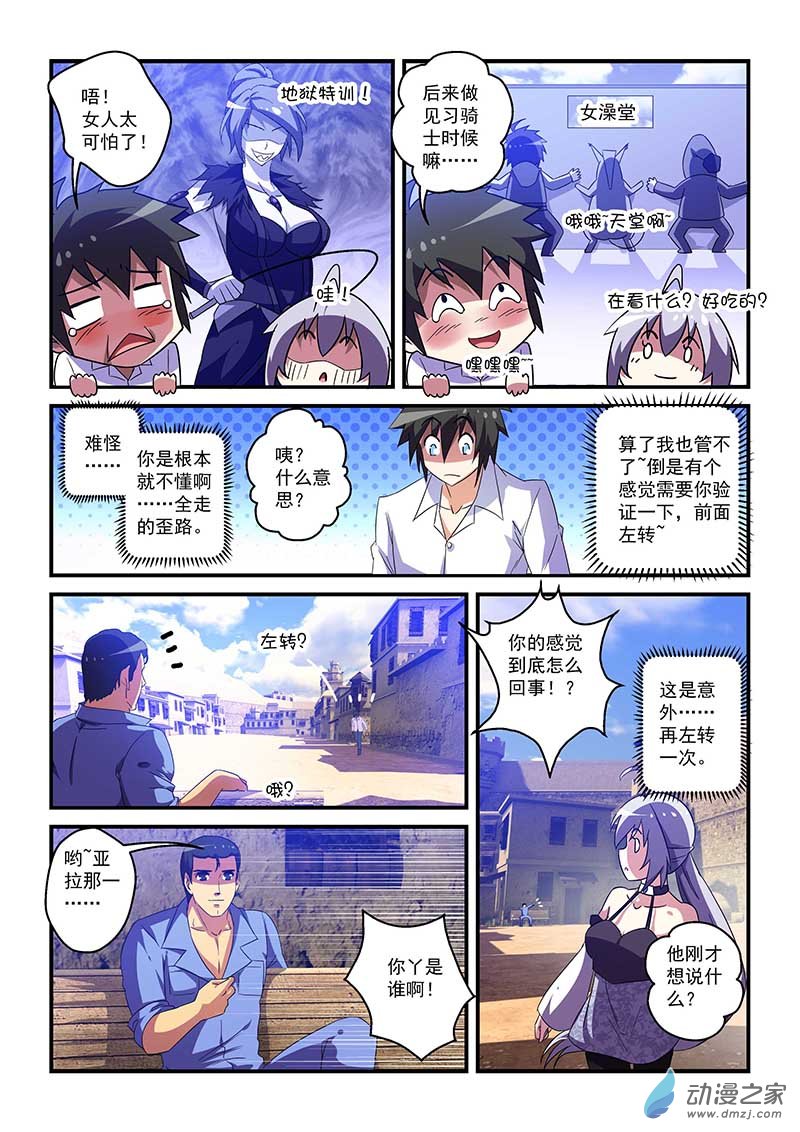 唔！
女人太
可怕了！
地狱特训！
哇！
后来做
见习骑
士时候
嘛……
女澡堂
哦哦~天堂啊~
在看什么？好吃的？
嘿嘿嘿~~
难怪
……
你是根本
就不懂啊
……全走
的歪路。
咦？
什么意
思？
算了我也管不
了~倒是有个
感觉需要你验
证一下，前面
左转~
左转？
哦？
你的感觉
到底怎么
回事！？
这是意
外……
再左转
一次。
哟~亚
拉那一
……
你丫是
谁啊！
他刚才
想说什
么？
动漫之家
www.dmzj.com